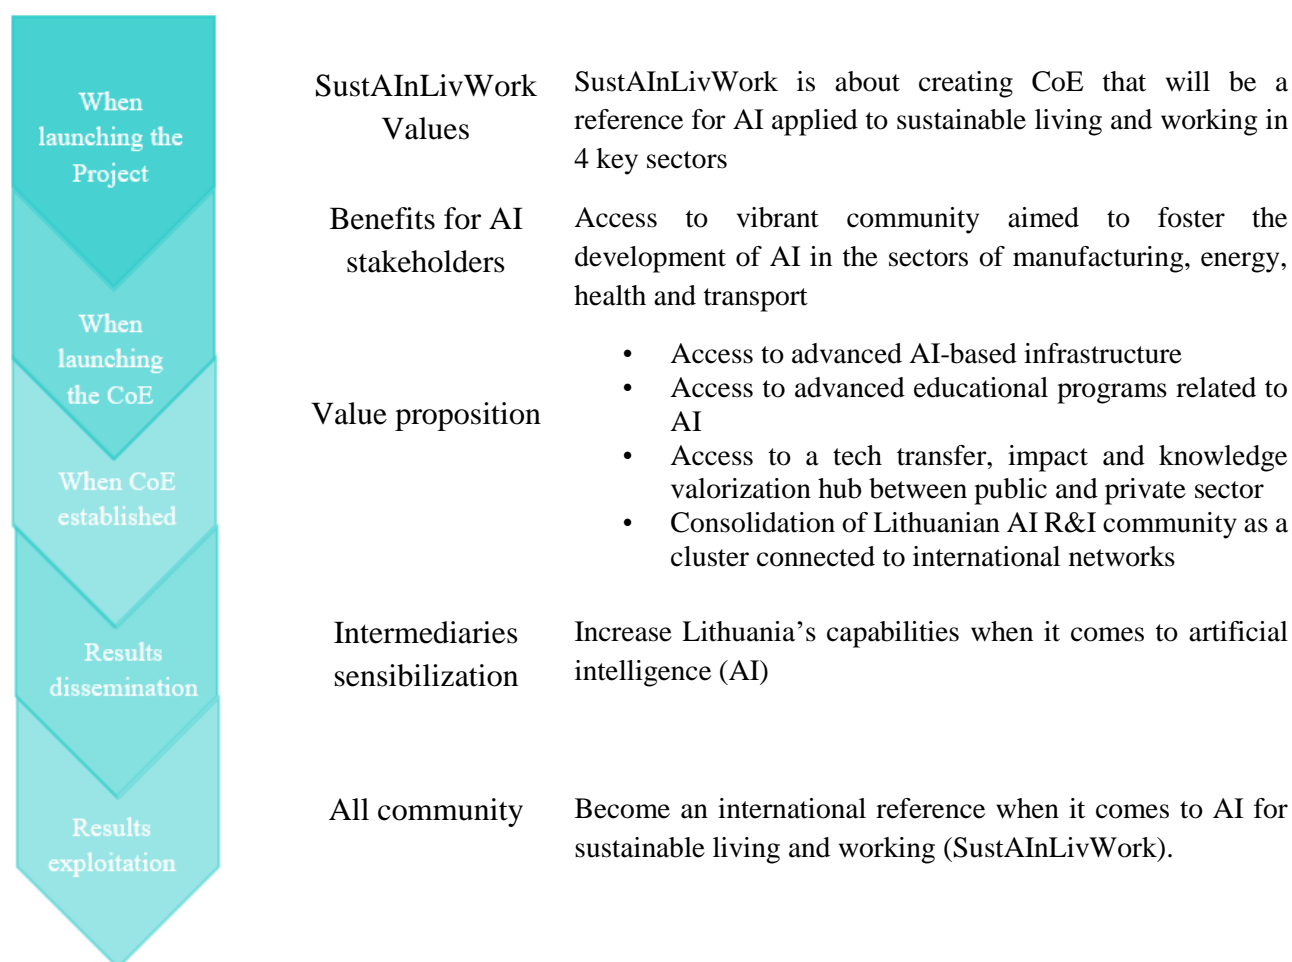 When
launching the
Project
SustAInLivWork
Values
SustAInLivWork is about creating CoE that will be a
reference for AI applied to sustainable living and working in
4 key sectors
When
launching
the CoE
Benefits for AI
stakeholders
Access to vibrant community aimed to foster the
development of AI in the sectors of manufacturing, energy,
health and transport
When CoE
established
Value proposition
• Access to advanced AI-based infrastructure
• Access to advanced educational programs related to
AI
• Access to a tech transfer, impact and knowledge
valorization hub between public and private sector
• Consolidation of Lithuanian AI R&I community as a
cluster connected to international networks
Results
dissemination
Intermediaries
sensibilization
Increase Lithuania’s capabilities when it comes to artificial
intelligence (AI)
Results
exploitation
All community
Become an international reference when it comes to AI for
sustainable living and working (SustAInLivWork).